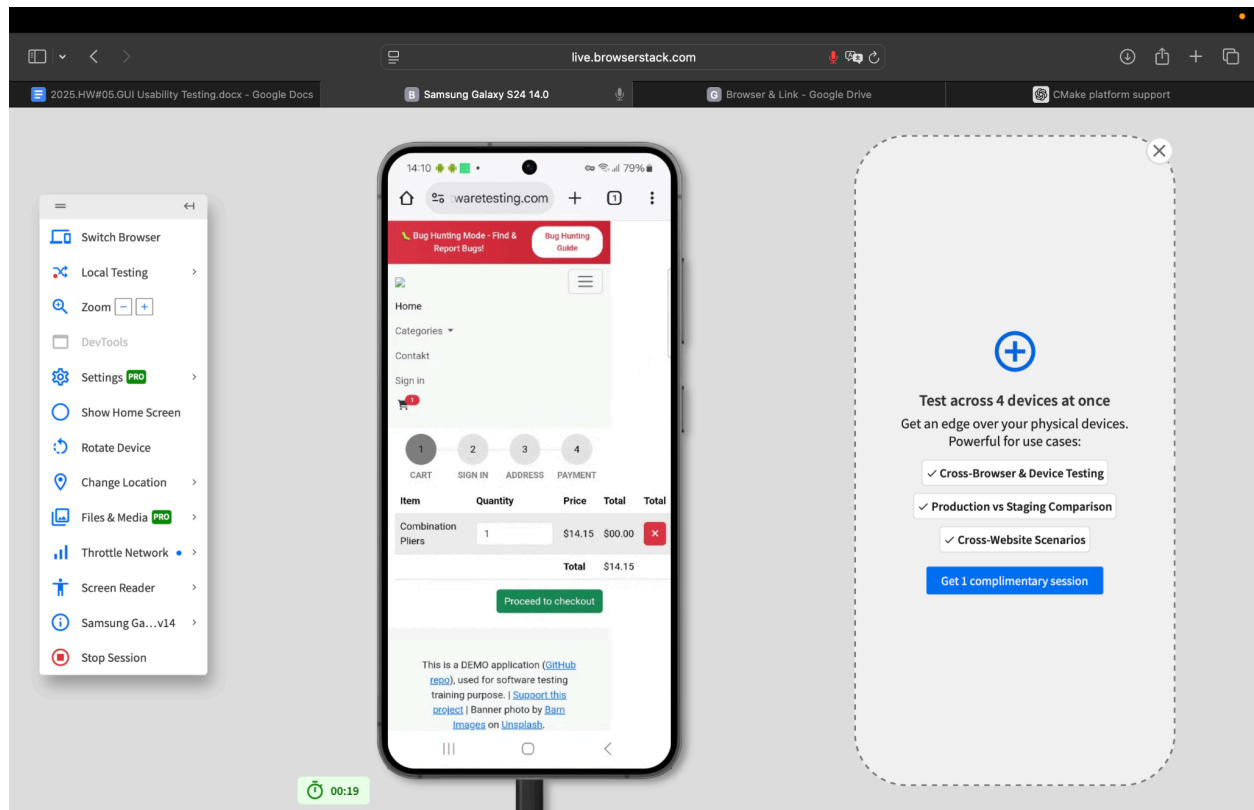 live.browserstack.com
2025.HW#05.GUI Usability Testing.docx - Google Docs
B Samsung Galaxy S24 14.0
G Browser & Link - Google Drive
CMake platform support
Switch Browser
Local Testing
Zoom - +
DevTools
Settings PRO
Show Home Screen
Rotate Device
Change Location
Files & Media PRO
Throttle Network
Screen Reader
Samsung Ga...v14
Stop Session
14:10 79%
waretesting.com + 1
Bug Hunting Mode - Find &
Report Bugs!
Bug Hunting
Guide
Home
Categories
Contakt
Sign in
1
1 2 3 4
CART SIGN IN ADDRESS PAYMENT
Item Quantity Price Total Total
Combination
Pliers 1 $14.15 $00.00 ×
Total $14.15
Proceed to checkout
This is a DEMO application (GitHub
repo), used for software testing
training purpose. | Support this
project | Banner photo by Barn
Images on Unsplash.
00:19
Test across 4 devices at once
Get an edge over your physical devices.
Powerful for use cases:
✓ Cross-Browser & Device Testing
✓ Production vs Staging Comparison
✓ Cross-Website Scenarios
Get 1 complimentary session